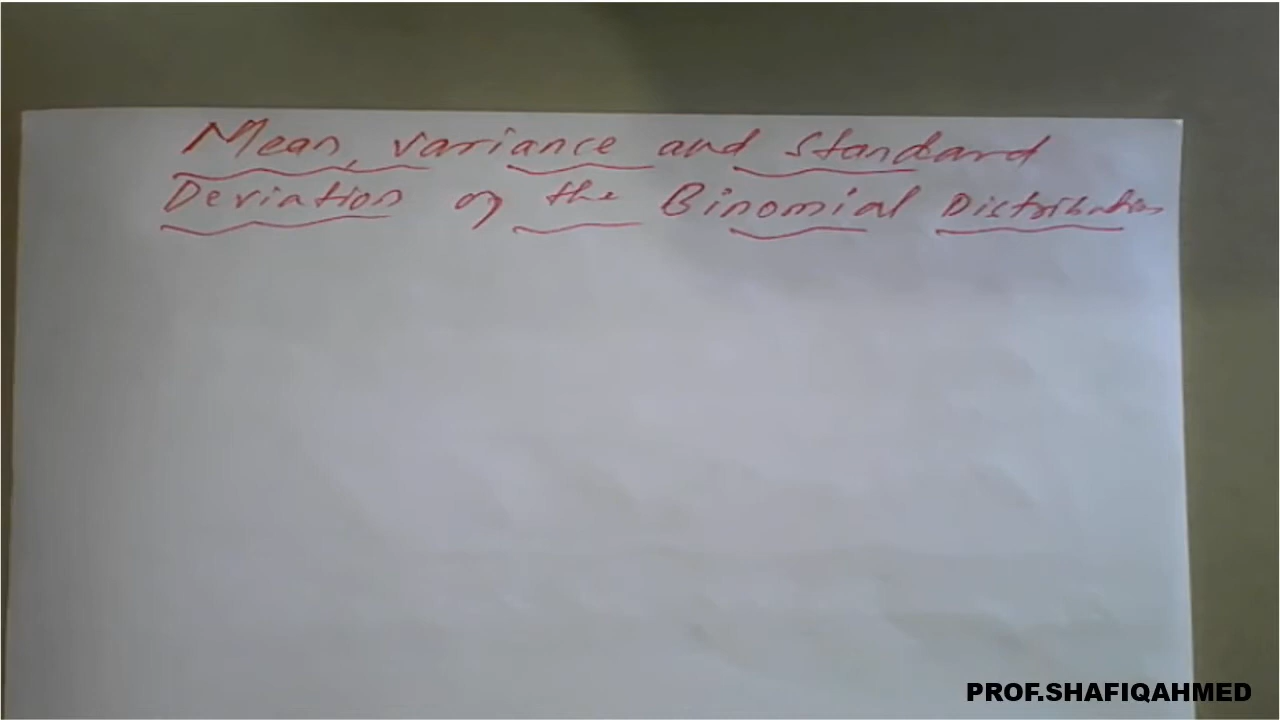 Mean, variance and standard
Deviation of the Binomial Distribution
PROF.SHAFIQAHMED